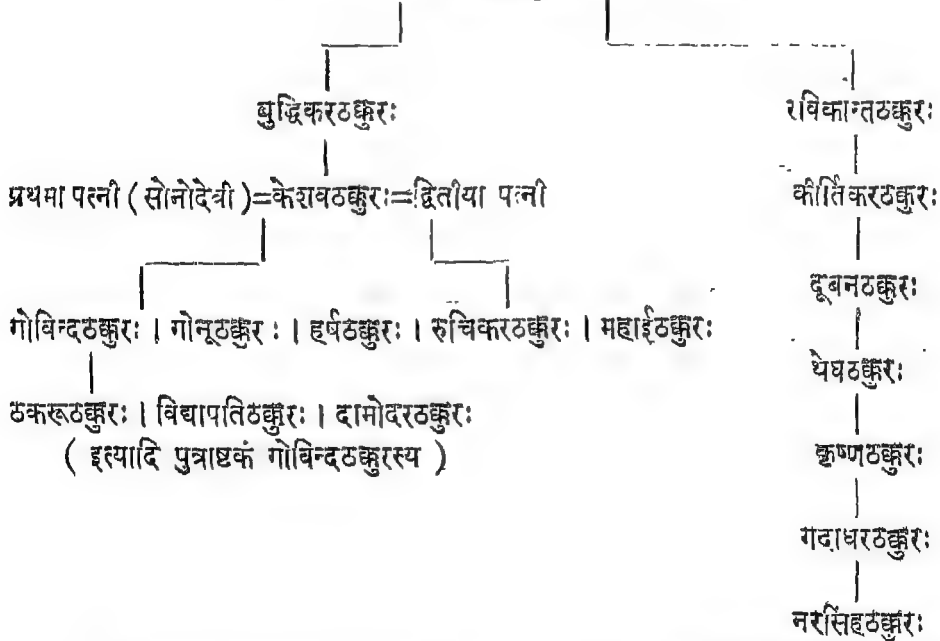 बुद्धिकरठक्कुरः
रविकान्तठक्कुरः
प्रथमा पत्नी ( सोनोदेवी )=केशवठक्कुरः=द्वितीया पत्नी
कीर्तिकरठक्कुरः
दूबनठक्कुरः
गोविन्दठक्कुरः । गोनूठक्कुर : । हर्षठक्कुरः । रुचिकरठक्कुरः । महाईठक्कुरः
थेघठक्कुरः
ठकरूठक्कुरः । विद्यापतिठक्कुरः । दामोदरठक्कुरः
( इत्यादि पुत्राष्टकं गोविन्दठक्कुरस्य )
कृष्णठक्कुरः
गदाधरठक्कुरः
नरसिंहठक्कुरः